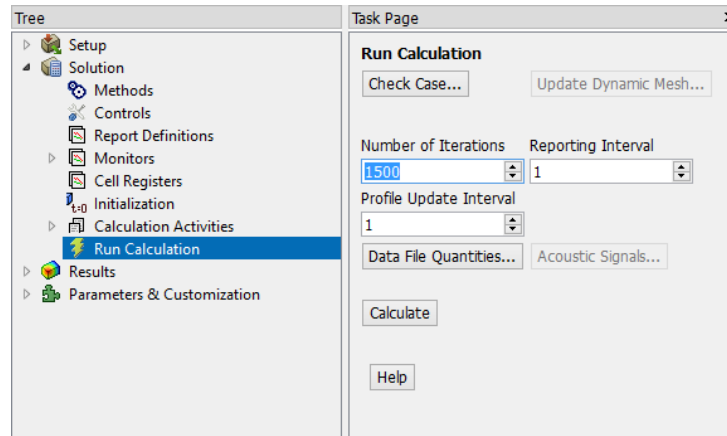 Tree
Setup
Solution
Methods
Controls
Report Definitions
Monitors
Cell Registers
t=0 Initialization
Calculation Activities
Run Calculation
Results
Parameters & Customization
Task Page
Run Calculation
Check Case... Update Dynamic Mesh...
Number of Iterations Reporting Interval
1500 1
Profile Update Interval
1
Data File Quantities... Acoustic Signals...
Calculate
Help